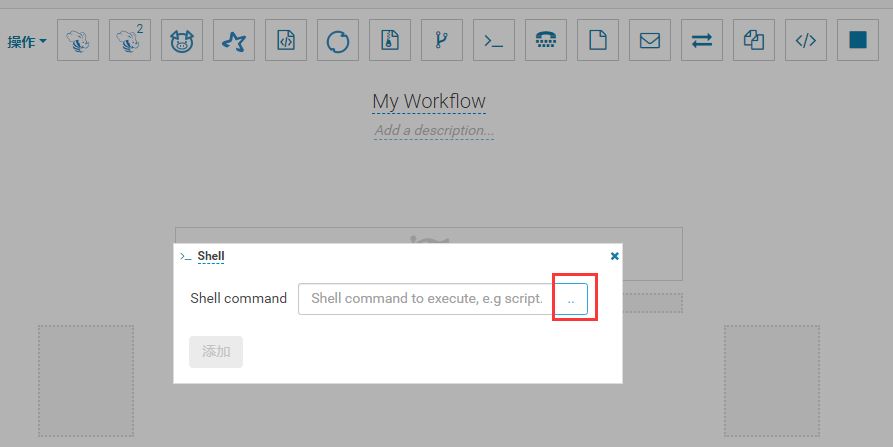 操作
2
My Workflow
Add a description...
Shell
Shell command Shell command to execute, e.g script. ..
添加